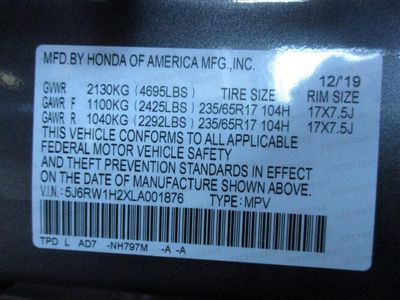 MFD.BY HONDA OF AMERICA MFG.,INC.
12/'19
GVWR 2130KG (4695LBS) TIRE SIZE RIM SIZE
GAWR F 1100KG (2425LBS) 235/65R17 104H 17X7.5J
GAWR R 1040KG (2292LBS) 235/65R17 104H 17X7.5J
THIS VEHICLE CONFORMS TO ALL APPLICABLE
FEDERAL MOTOR VEHICLE SAFETY
AND THEFT PREVENTION STANDARDS IN EFFECT
ON THE DATE OF MANUFACTURE SHOWN ABOVE.
V.I.N: 5J6RW1H2XLA001876 TYPE: MPV
TPD L AD7 -NH797M -A -A